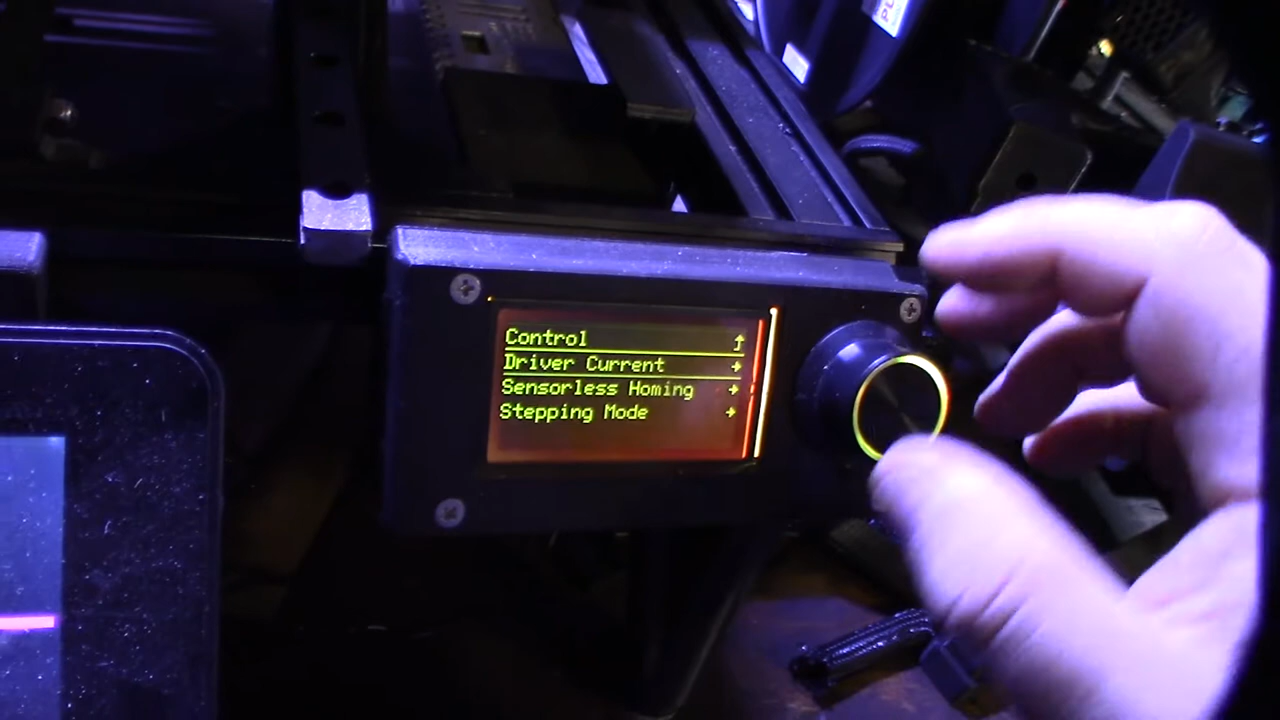 Control
Driver Current
Sensorless Homing
Stepping Mode